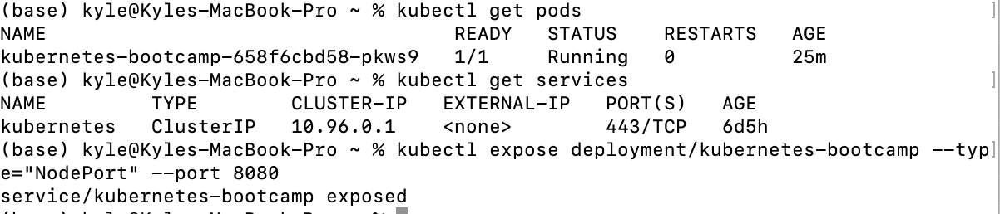 (base) kyle@Kyles-MacBook-Pro ~ % kubectl get pods
NAME                                   READY   STATUS    RESTARTS   AGE
kubernetes-bootcamp-658f6cbd58-pkws9   1/1     Running   0          25m
(base) kyle@Kyles-MacBook-Pro ~ % kubectl get services
NAME         TYPE        CLUSTER-IP   EXTERNAL-IP   PORT(S)   AGE
kubernetes   ClusterIP   10.96.0.1    <none>        443/TCP   6d5h
(base) kyle@Kyles-MacBook-Pro ~ % kubectl expose deployment/kubernetes-bootcamp --typ
e="NodePort" --port 8080
service/kubernetes-bootcamp exposed
(base) kyle@Kyles-MacBook-Pro ~ %